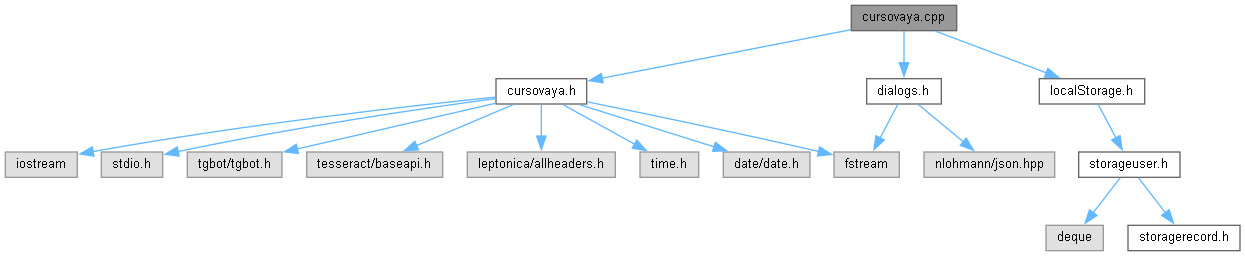 cursovaya.cpp
cursovaya.h
dialogs.h
localStorage.h
iostream
stdio.h
tgbot/tgbot.h
tesseract/baseapi.h
leptonica/allheaders.h
time.h
date/date.h
fstream
nlohmann/json.hpp
storageuser.h
deque
storagerecord.h